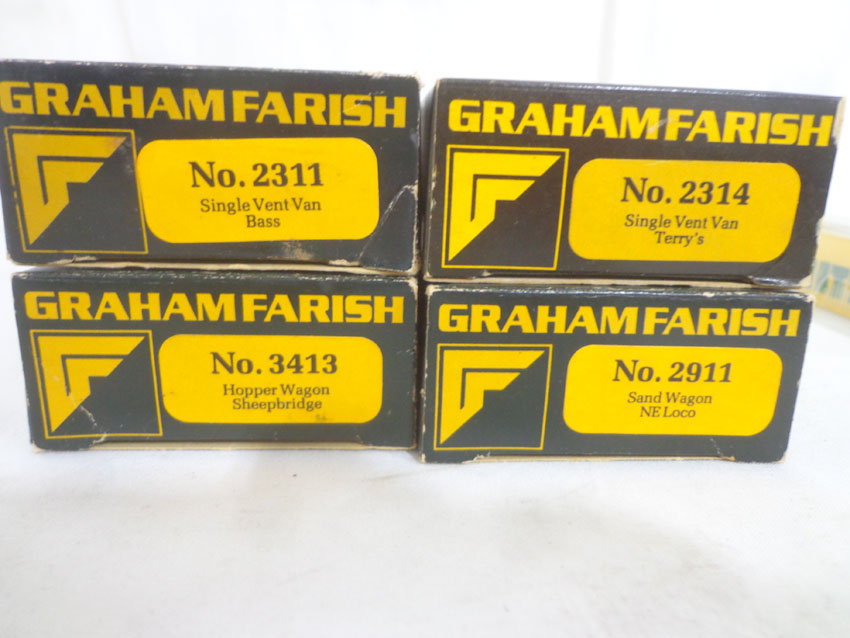 GRAHAM FARISH
No. 2311
Single Vent Van
Bass
GRAHAM FARISH
No. 2314
Single Vent Van
Terry's
GRAHAM FARISH
No. 3413
Hopper Wagon
Sheepbridge
GRAHAM FARISH
No. 2911
Sand Wagon
NE Loco